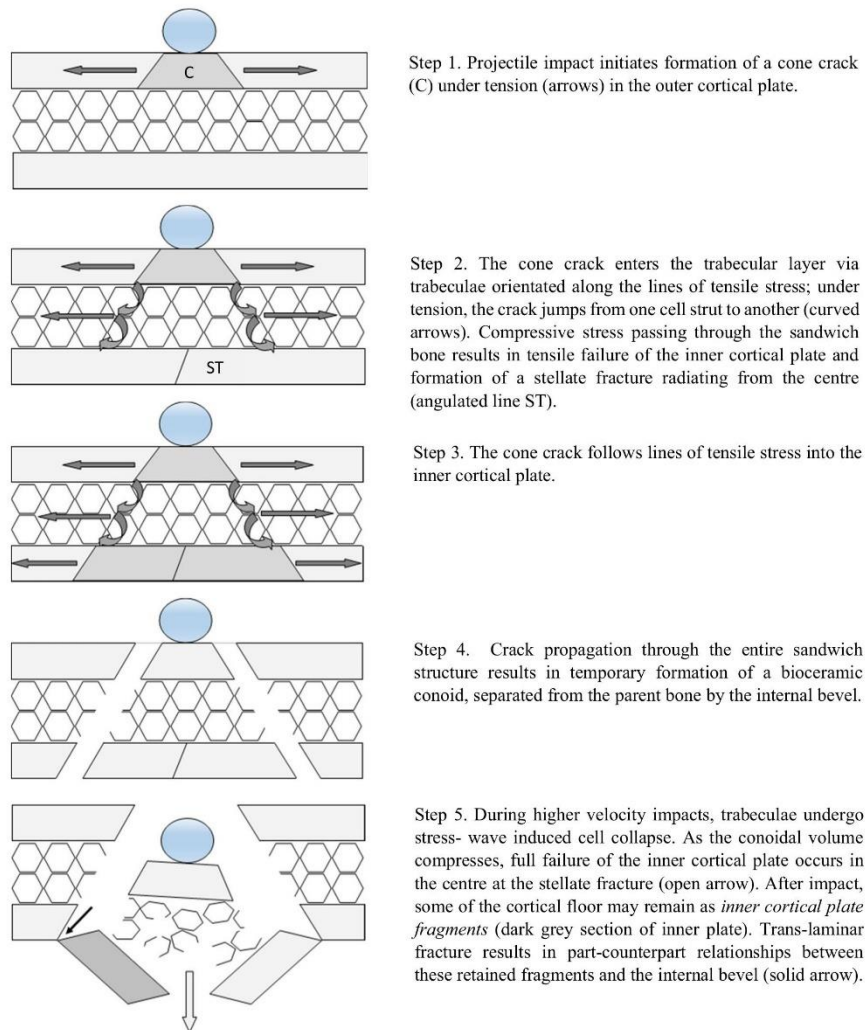 C
Step 1. Projectile impact initiates formation of a cone crack
(C) under tension (arrows) in the outer cortical plate.
Step 2. The cone crack enters the trabecular layer via
trabeculae orientated along the lines of tensile stress; under
tension, the crack jumps from one cell strut to another (curved
arrows). Compressive stress passing through the sandwich
bone results in tensile failure of the inner cortical plate and
formation of a stellate fracture radiating from the centre
(angulated line ST).
ST
Step 3. The cone crack follows lines of tensile stress into the
inner cortical plate.
Step 4. Crack propagation through the entire sandwich
structure results in temporary formation of a bioceramic
conoid, separated from the parent bone by the internal bevel.
Step 5. During higher velocity impacts, trabeculae undergo
stress- wave induced cell collapse. As the conoidal volume
compresses, full failure of the inner cortical plate occurs in
the centre at the stellate fracture (open arrow). After impact,
some of the cortical floor may remain as inner cortical plate
fragments (dark grey section of inner plate). Trans-laminar
fracture results in part-counterpart relationships between
these retained fragments and the internal bevel (solid arrow).